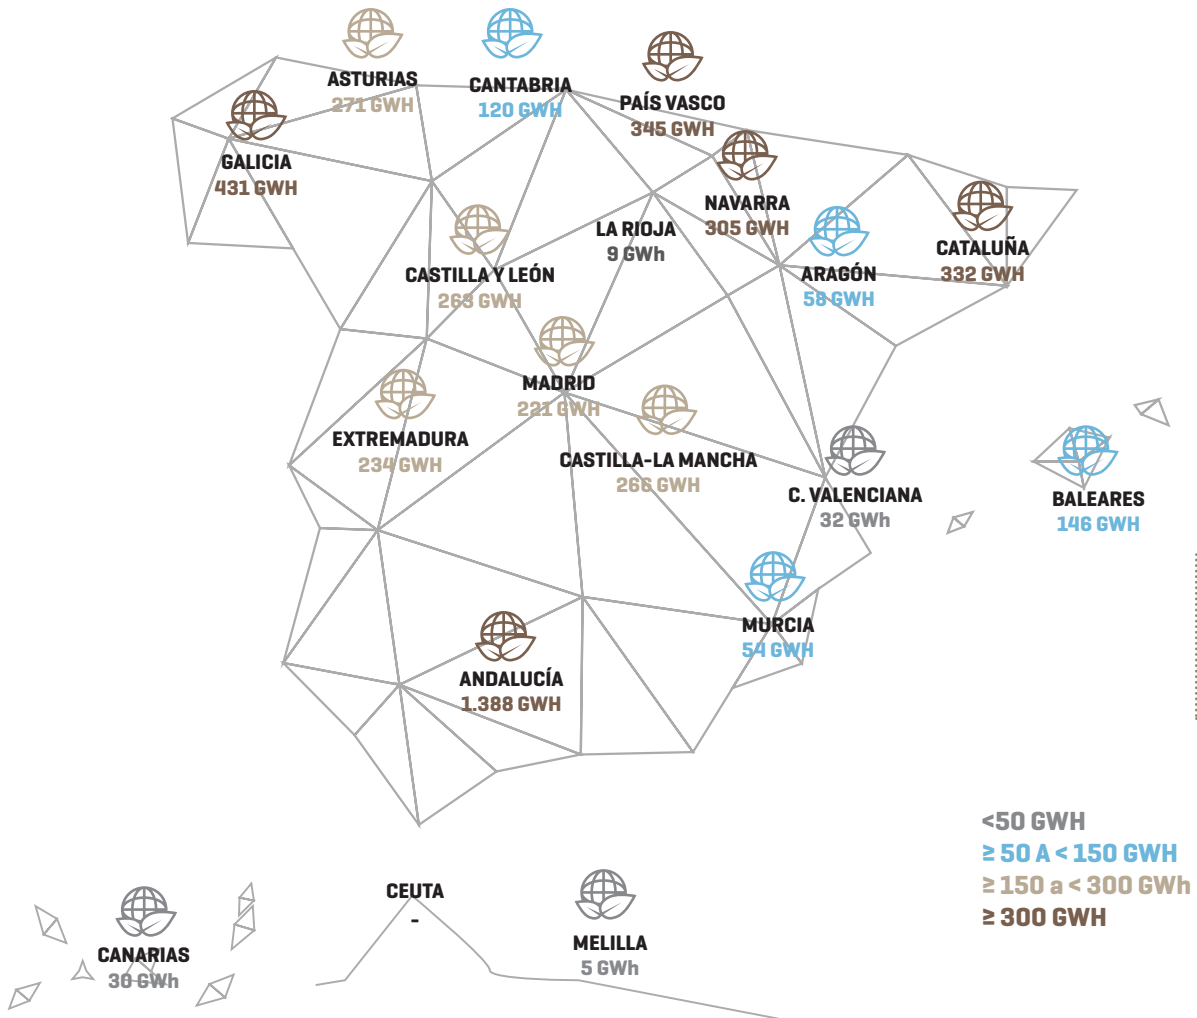 ASTURIAS
271 GWH
CANTABRIA
120 GWH
PAÍS VASCO
345 GWH
GALICIA
431 GWH
NAVARRA
305 GWH
LA RIOJA
9 GWh
CATALUÑA
332 GWH
CASTILLA Y LEÓN
263 GWH
ARAGÓN
58 GWH
MADRID
221 GWH
EXTREMADURA
234 GWH
CASTILLA-LA MANCHA
266 GWH
C. VALENCIANA
32 GWh
BALEARES
146 GWH
MURCIA
54 GWH
ANDALUCÍA
1.388 GWH
<50 GWH
≥ 50 A < 150 GWH
≥ 150 a < 300 GWh
≥ 300 GWH
CEUTA
-
MELILLA
5 GWh
CANARIAS
30 GWh